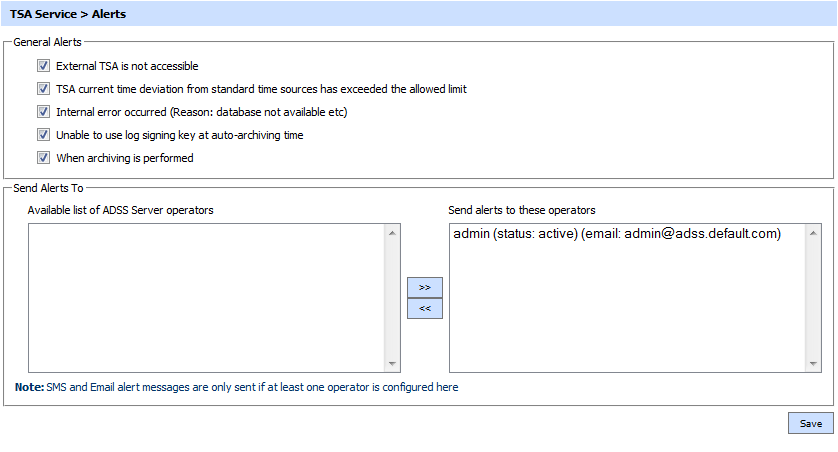 TSA Service > Alerts
General Alerts
External TSA is not accessible
TSA current time deviation from standard time sources has exceeded the allowed limit
Internal error occurred (Reason: database not available etc)
Unable to use log signing key at auto-archiving time
When archiving is performed
Send Alerts To
Available list of ADSS Server operators
Send alerts to these operators
admin (status: active) (email: admin@adss.default.com)
>>
<<
Note: SMS and Email alert messages are only sent if at least one operator is configured here
Save